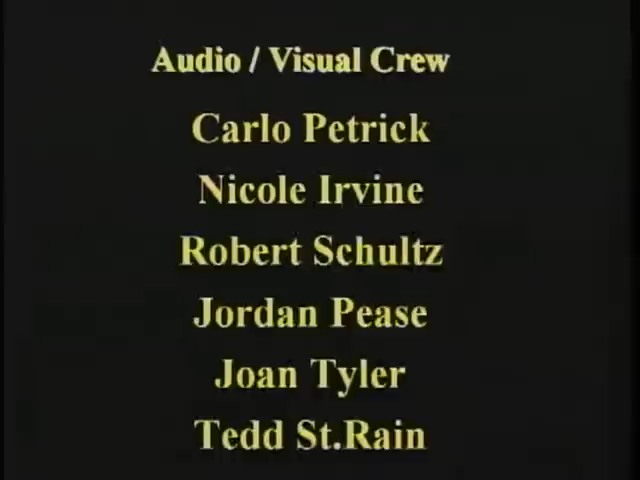 Audio / Visual Crew
Carlo Petrick
Nicole Irvine
Robert Schultz
Jordan Pease
Joan Tyler
Tedd St.Rain